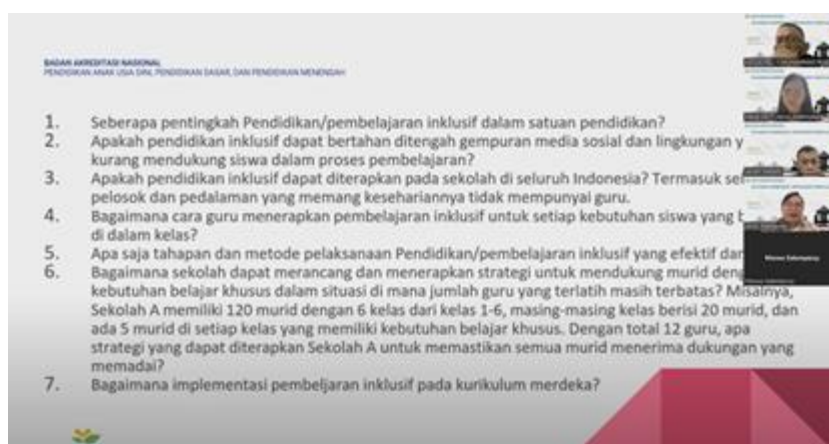 BADAN AKREDITASI NASIONAL
PENDIDIKAN ANAK USIA DINI, PENDIDIKAN DASAR, DAN PENDIDIKAN MENENGAH
1. Seberapa pentingkah Pendidikan/pembelajaran inklusif dalam satuan pendidikan?
2. Apakah pendidikan inklusif dapat bertahan ditengah gempuran media sosial dan lingkungan y
kurang mendukung siswa dalam proses pembelajaran?
3. Apakah pendidikan inklusif dapat diterapkan pada sekolah di seluruh Indonesia? Termasuk
pelosok dan pedalaman yang memang kesehariannya tidak mempunyai guru.
4. Bagaimana cara guru menerapkan pembelajaran inklusif untuk setiap kebutuhan siswa yang
di dalam kelas?
5. Apa saja tahapan dan metode pelaksanaan Pendidikan/pembelajaran inklusif yang efektif
6. Bagaimana sekolah dapat merancang dan menerapkan strategi untuk mendukung murid deng
kebutuhan belajar khusus dalam situasi di mana jumlah guru yang terlatih masih terbatas? Misalnya,
Sekolah A memiliki 120 murid dengan 6 kelas dari kelas 1-6, masing-masing kelas berisi 20 murid, dan
ada 5 murid di setiap kelas yang memiliki kebutuhan belajar khusus. Dengan total 12 guru, apa
strategi yang dapat diterapkan Sekolah A untuk memastikan semua murid menerima dukungan yang
memadai?
7. Bagaimana implementasi pembeljaran inklusif pada kurikulum merdeka?